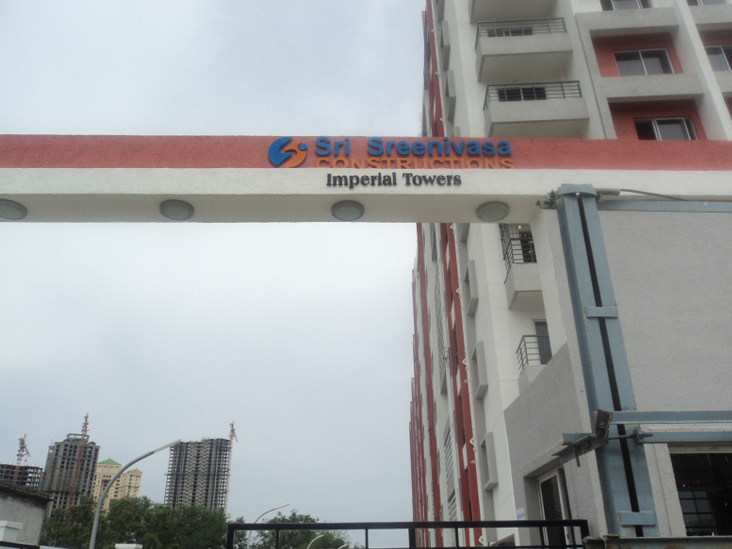 Sri Sreenivasa
CONSTRUCTIONS
Imperial Towers